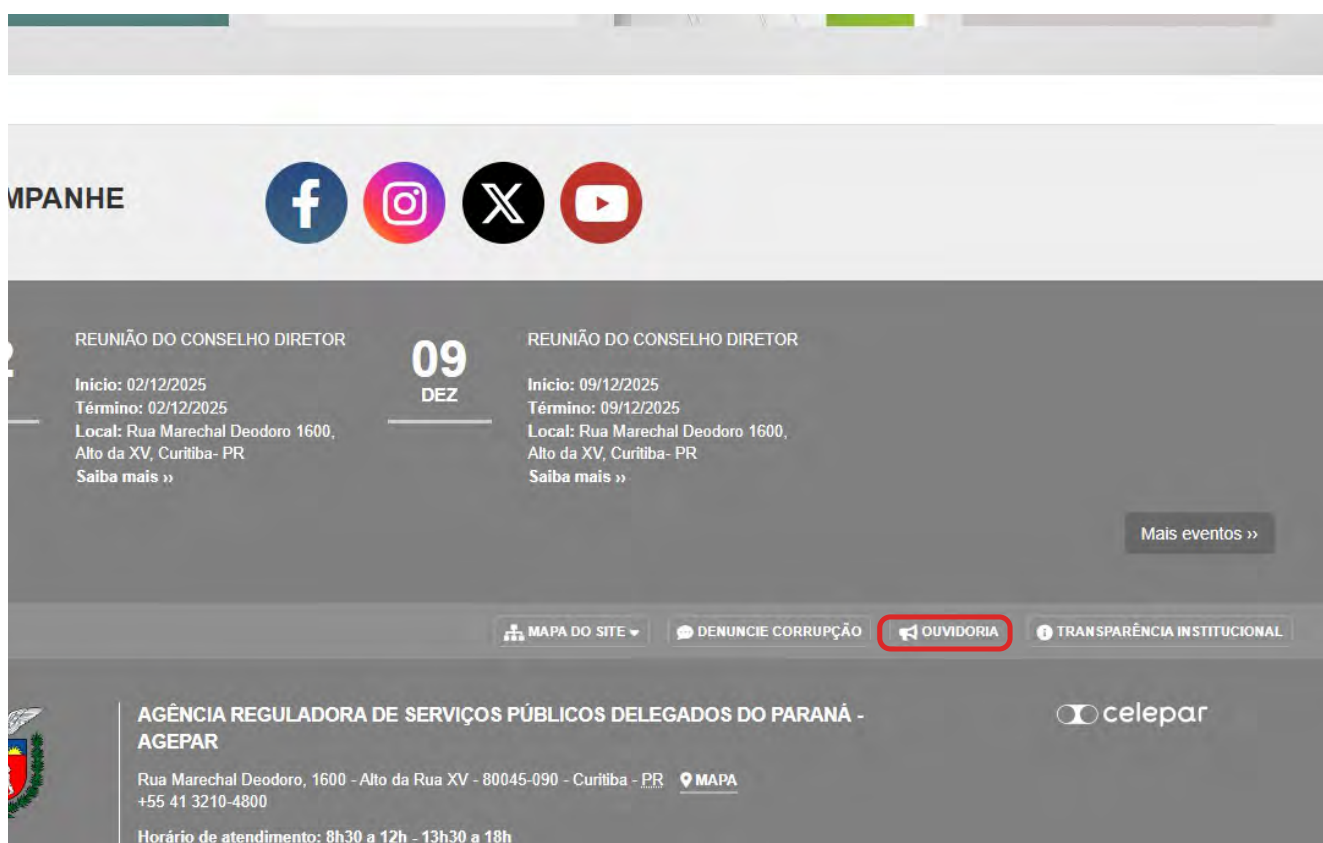 MPANHE
REUNIÃO DO CONSELHO DIRETOR
Início: 02/12/2025
Término: 02/12/2025
Local: Rua Marechal Deodoro 1600,
Alto da XV, Curitiba- PR
Saiba mais ››
09
DEZ
REUNIÃO DO CONSELHO DIRETOR
Início: 09/12/2025
Término: 09/12/2025
Local: Rua Marechal Deodoro 1600,
Alto da XV, Curitiba- PR
Saiba mais ››
Mais eventos ››
MAPA DO SITE
DENUNCIE CORRUPÇÃO
OUVIDORIA
TRANSPARÊNCIA INSTITUCIONAL
AGÊNCIA REGULADORA DE SERVIÇOS PÚBLICOS DELEGADOS DO PARANÁ -
AGEPAR
Rua Marechal Deodoro, 1600 - Alto da Rua XV - 80045-090 - Curitiba - PR MAPA
+55 41 3210-4800
Horário de atendimento: 8h30 a 12h - 13h30 a 18h
celepar